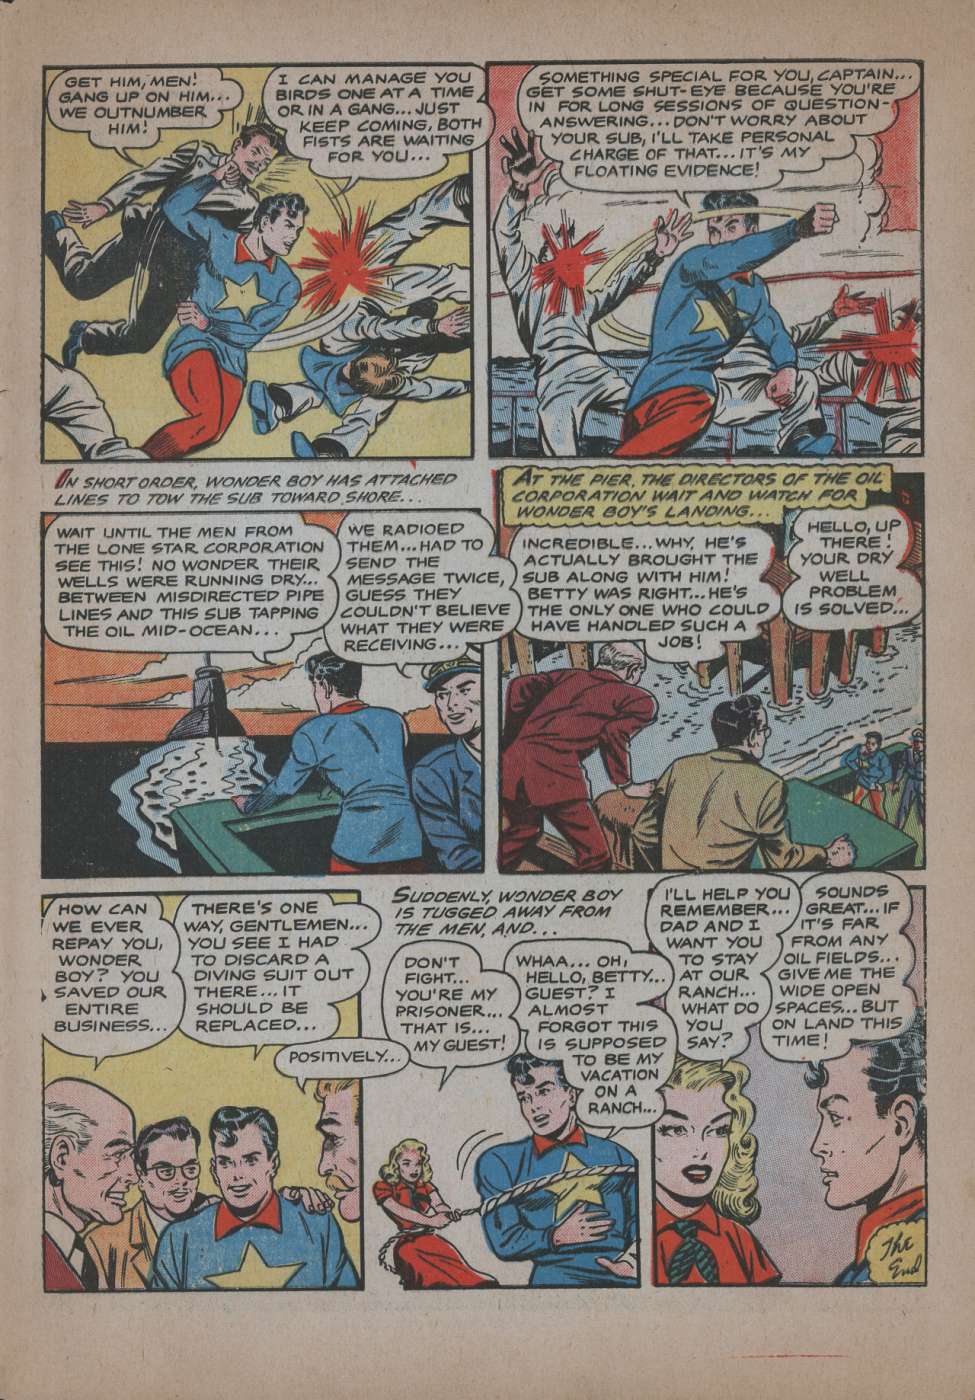 GET HIM, MEN!
GANG UP ON HIM...
WE OUTNUMBER
HIM!
I CAN MANAGE YOU
BIRDS ONE AT A TIME
OR IN A GANG... JUST
KEEP COMING, BOTH
FISTS ARE WAITING
FOR YOU...
SOMETHING SPECIAL FOR YOU, CAPTAIN...
GET SOME SHUT-EYE BECAUSE YOU'RE
IN FOR LONG SESSIONS OF QUESTION-
ANSWERING... DON'T WORRY ABOUT
YOUR SUB, I'LL TAKE PERSONAL
CHARGE OF THAT... IT'S MY
FLOATING EVIDENCE!
IN SHORT ORDER, WONDER BOY HAS ATTACHED
LINES TO TOW THE SUB TOWARD SHORE...
WAIT UNTIL THE MEN FROM
THE LONE STAR CORPORATION
SEE THIS! NO WONDER THEIR
WELLS WERE RUNNING DRY...
BETWEEN MISDIRECTED PIPE
LINES AND THIS SUB TAPPING
THE OIL MID-OCEAN...
WE RADIOED
THEM... HAD TO
SEND THE
MESSAGE TWICE,
GUESS THEY
COULDN'T BELIEVE
WHAT THEY WERE
RECEIVING...
AT THE PIER, THE DIRECTORS OF THE OIL
CORPORATION WAIT AND WATCH FOR
WONDER BOY'S LANDING...
INCREDIBLE... WHY, HE'S
ACTUALLY BROUGHT THE
SUB ALONG WITH HIM!
BETTY WAS RIGHT... HE'S
THE ONLY ONE WHO COULD
HAVE HANDLED SUCH A
JOB!
HELLO, UP
THERE!
YOUR DRY
WELL
PROBLEM
IS SOLVED...
HOW CAN
WE EVER
REPAY YOU,
WONDER
BOY? YOU
SAVED OUR
ENTIRE
BUSINESS...
THERE'S ONE
WAY, GENTLEMEN...
YOU SEE I HAD
TO DISCARD A
DIVING SUIT OUT
THERE... IT
SHOULD BE
REPLACED...
POSITIVELY...
SUDDENLY, WONDER BOY
IS TUGGED AWAY FROM
THE MEN, AND...
DON'T
FIGHT...
YOU'RE MY
PRISONER...
THAT IS...
MY GUEST!
WHAA... OH,
HELLO, BETTY...
GUEST? I
ALMOST
FORGOT THIS
IS SUPPOSED
TO BE MY
VACATION
ON A
RANCH...
I'LL HELP YOU
REMEMBER...
DAD AND I
WANT YOU
TO STAY
AT OUR
RANCH...
WHAT DO
YOU
SAY?
SOUNDS
GREAT... IF
IT'S FAR
FROM ANY
OIL FIELDS...
GIVE ME THE
WIDE OPEN
SPACES... BUT
ON LAND THIS
TIME!
The
End